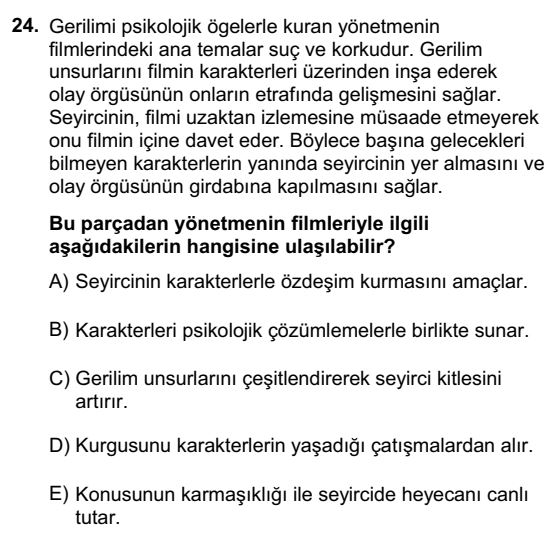 24. Gerilimi psikolojik ögelerle kuran yönetmenin
filmlerindeki ana temalar suç ve korkudur. Gerilim
unsurlarını filmin karakterleri üzerinden inşa ederek
olay örgüsünün onların etrafında gelişmesini sağlar.
Seyircinin, filmi uzaktan izlemesine müsaade etmeyerek
onu filmin içine davet eder. Böylece başına gelecekleri
bilmeyen karakterlerin yanında seyircinin yer almasını ve
olay örgüsünün girdabına kapılmasını sağlar.
Bu parçadan yönetmenin filmleriyle ilgili
aşağıdakilerin hangisine ulaşılabilir?
A) Seyircinin karakterlerle özdeşim kurmasını amaçlar.
B) Karakterleri psikolojik çözümlemelerle birlikte sunar.
C) Gerilim unsurlarını çeşitlendirerek seyirci kitlesini
artırır.
D) Kurgusunu karakterlerin yaşadığı çatışmalardan alır.
E) Konusunun karmaşıklığı ile seyircide heyecanı canlı
tutar.